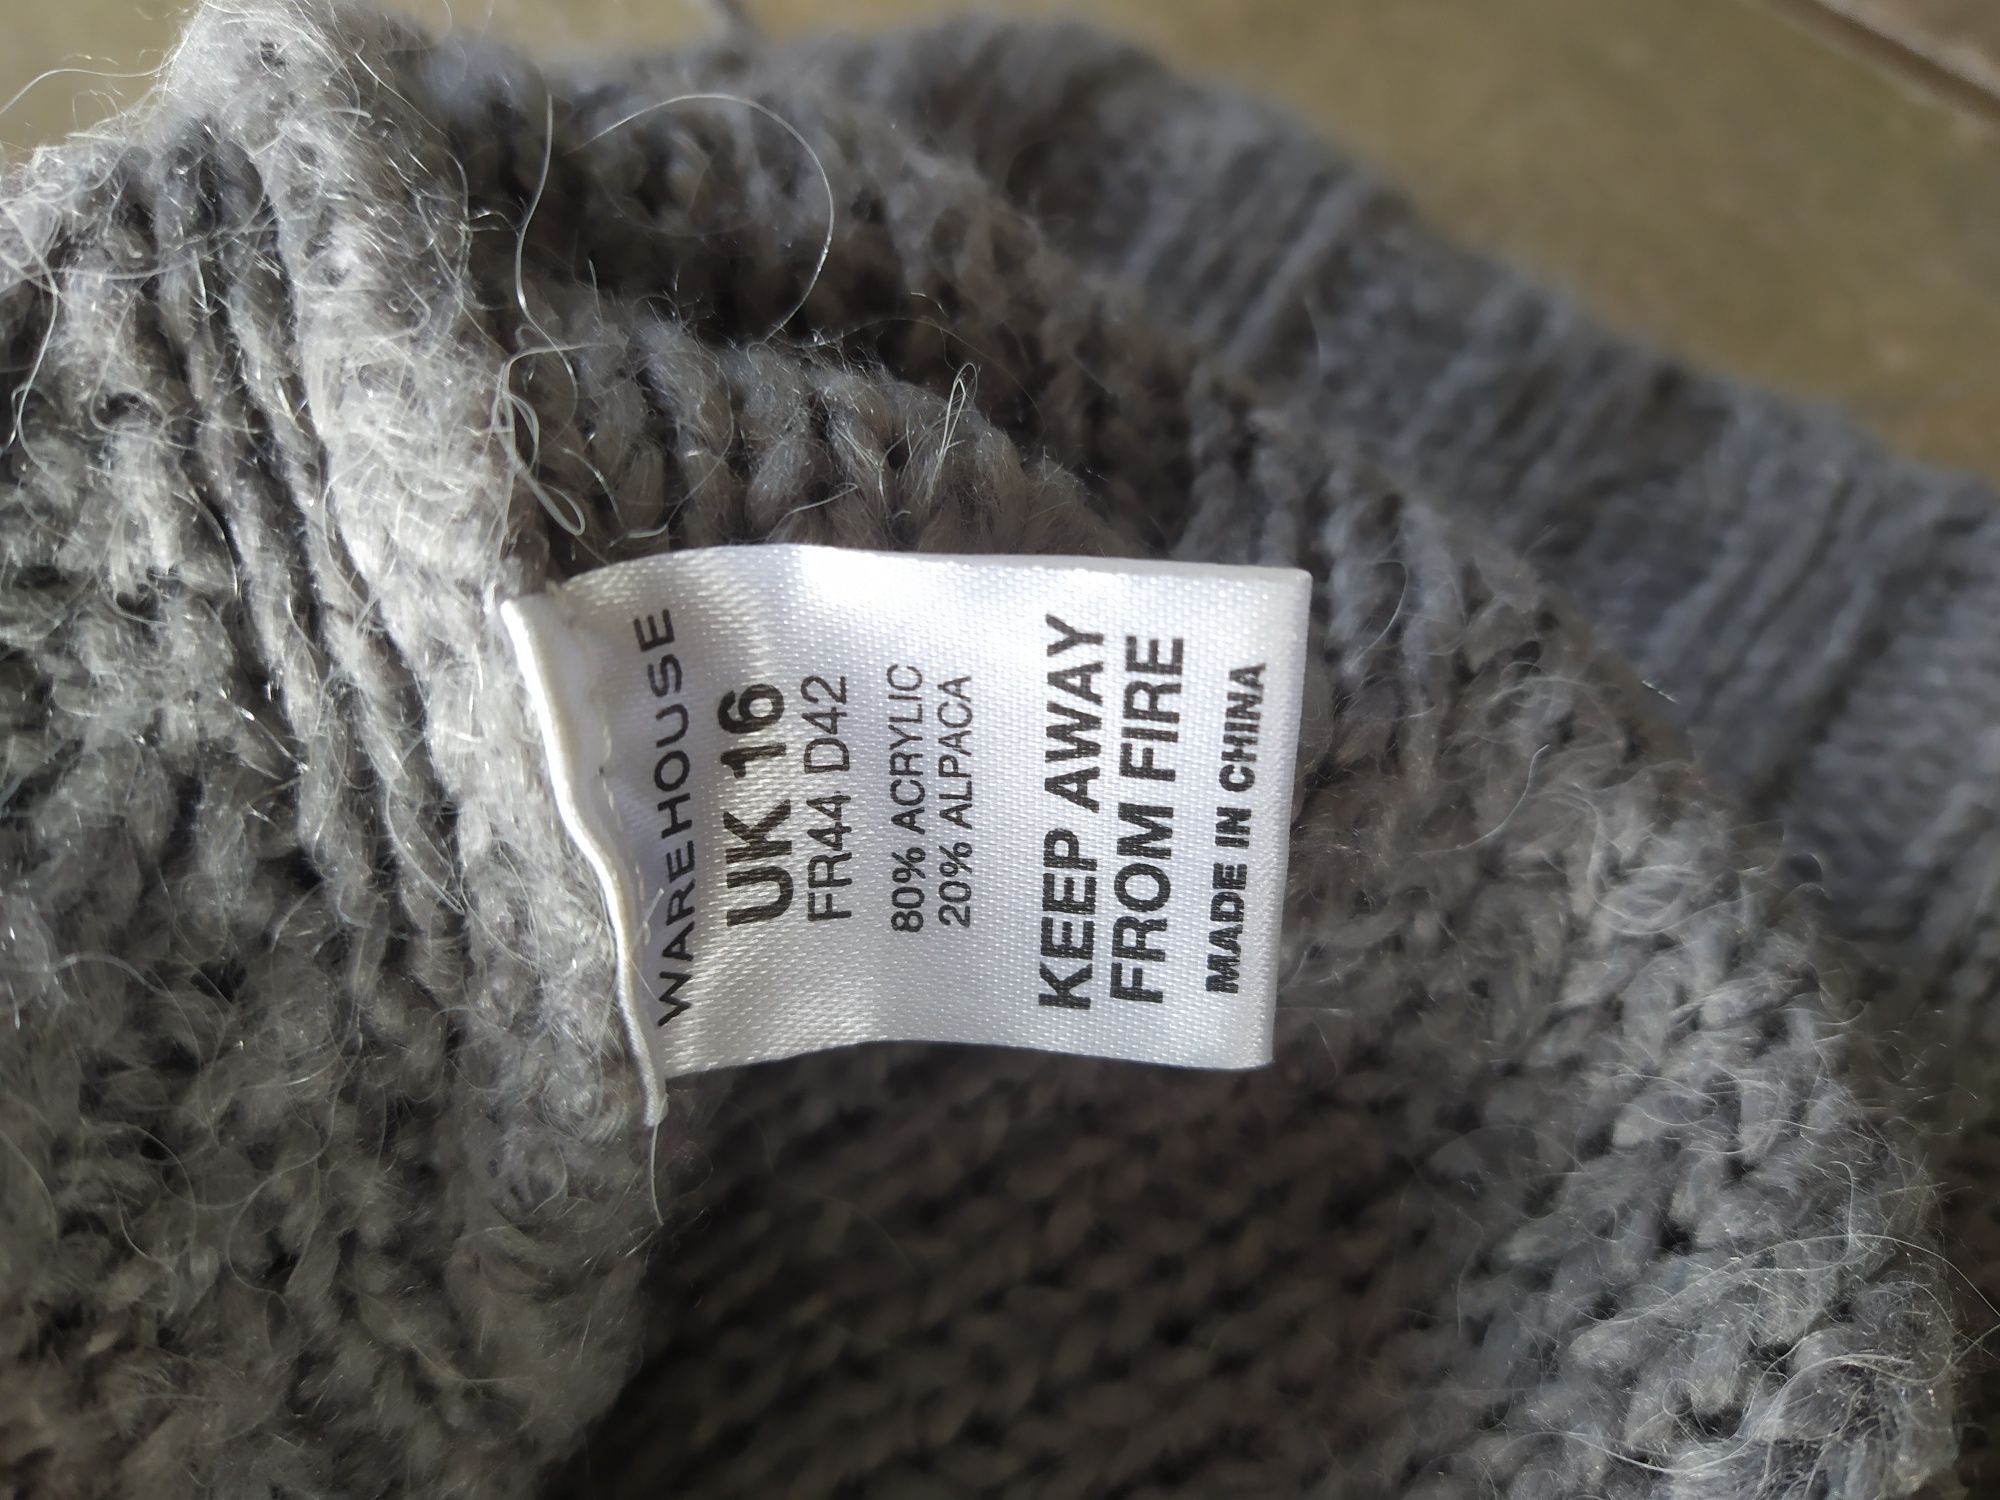 WAREHOUSE
UK 16
FR44 D42
80% ACRYLIC
20% ALPACA
KEEP AWAY
FROM FIRE
MADE IN CHINA